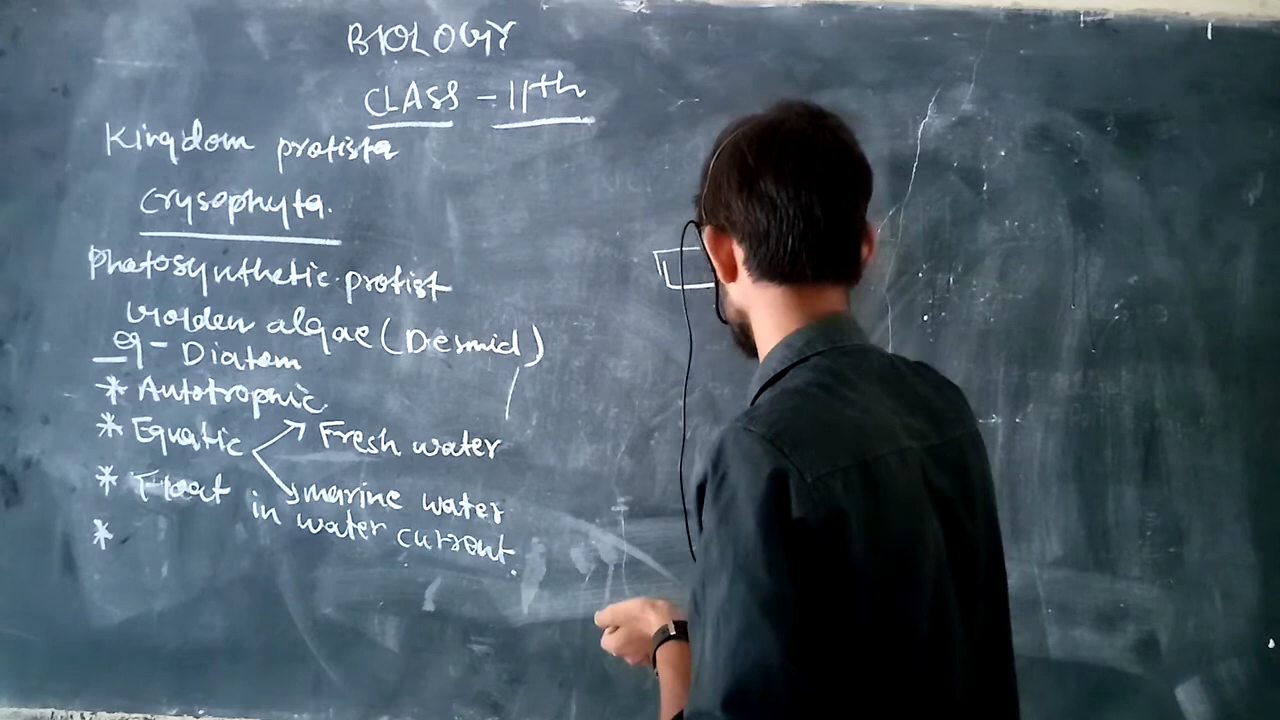 BIOLOGY
CLASS - 11th
Kingdom protista
Crysophyta.
Photosynthetic protist
Golden algae (Desmid)
eg - Diatom
* Autotrophic
* Equatic
Fresh water
marine water
* Float in water current.
*